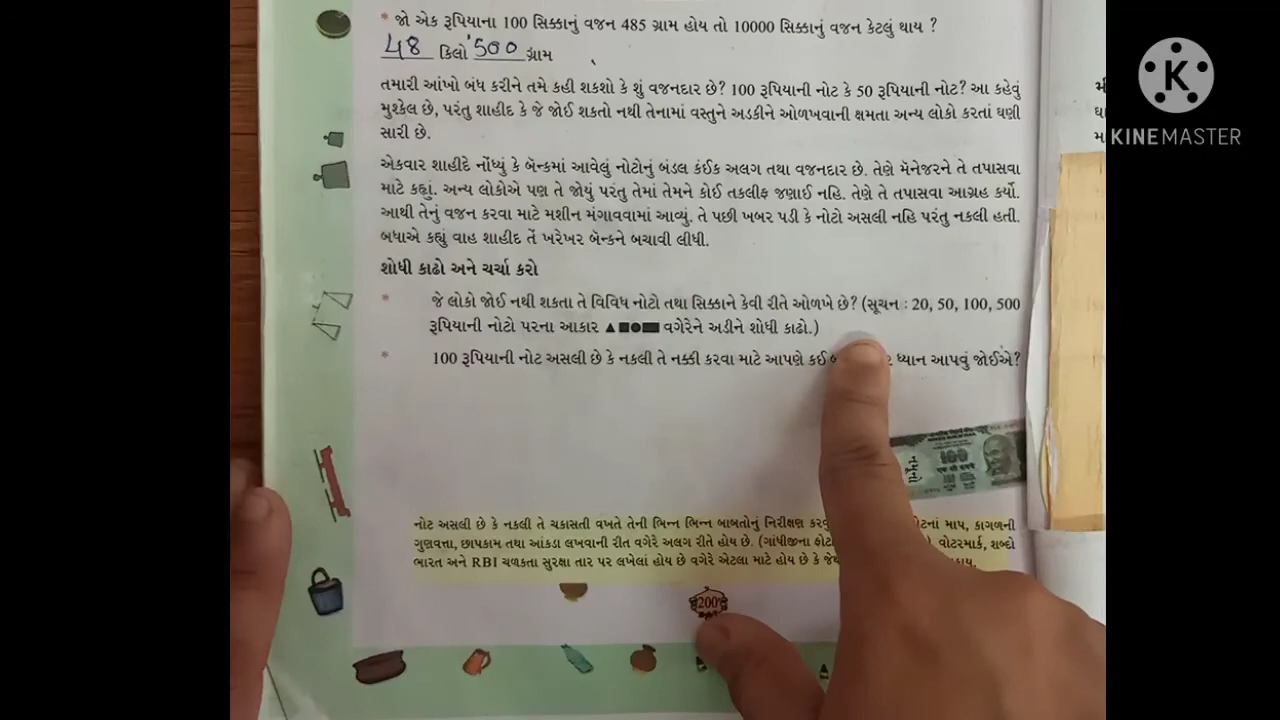 * જો એક રૂપિયાના 100 સિક્કાનું વજન 485 ગ્રામ હોય તો 10000 સિક્કાનું વજન કેટલું થાય ?
48 કિલો 500 ગ્રામ
તમારી આંખો બંધ કરીને તમે કહી શકશો કે શું વજનદાર છે? 100 રૂપિયાની નોટ કે 50 રૂપિયાની નોટ? આ કહેવું
મુશ્કેલ છે, પરંતુ શાહીદ કે જે જોઈ શકતો નથી તેનામાં વસ્તુને અડકીને ઓળખવાની ક્ષમતા અન્ય લોકો કરતાં ઘણી
સારી છે.
એકવાર શાહીદે નોંધ્યું કે બૅન્કમાં આવેલું નોટોનું બંડલ કંઈક અલગ તથા વજનદાર છે. તેણે મૅનેજરને તે તપાસવા
માટે કહ્યું. અન્ય લોકોએ પણ તે જોયું પરંતુ તેમાં તેમને કોઈ તકલીફ જણાઈ નહિ. તેણે તે તપાસવા આગ્રહ કર્યો.
આથી તેનું વજન કરવા માટે મશીન મંગાવવામાં આવ્યું. તે પછી ખબર પડી કે નોટો અસલી નહિ પરંતુ નકલી હતી.
બધાએ કહ્યું વાહ શાહીદ તેં ખરેખર બૅન્કને બચાવી લીધી.
શોધી કાઢો અને ચર્ચા કરો
* જે લોકો જોઈ નથી શકતા તે વિવિધ નોટો તથા સિક્કાને કેવી રીતે ઓળખે છે? (સૂચન : 20, 50, 100, 500
રૂપિયાની નોટો પરના આકાર ▲■●▬ વગેરેને અડીને શોધી કાઢો.)
* 100 રૂપિયાની નોટ અસલી છે કે નકલી તે નક્કી કરવા માટે આપણે કઈ ધ્યાન આપવું જોઈએ?
100
નમૂનો
નોટ અસલી છે કે નકલી તે ચકાસતી વખતે તેની ભિન્ન ભિન્ન બાબતોનું નિરીક્ષણ માપ, કાગળની
ગુણવત્તા, છાપકામ તથા આંકડા લખવાની રીત વગેરે અલગ રીતે હોય છે. (ગાંધીજીના વોટરમાર્ક, શબ્દો
ભારત અને RBI ચળકતા સુરક્ષા તાર પર લખેલાં હોય છે વગેરે એટલા માટે હોય છે કે
200
K
KINEMASTER